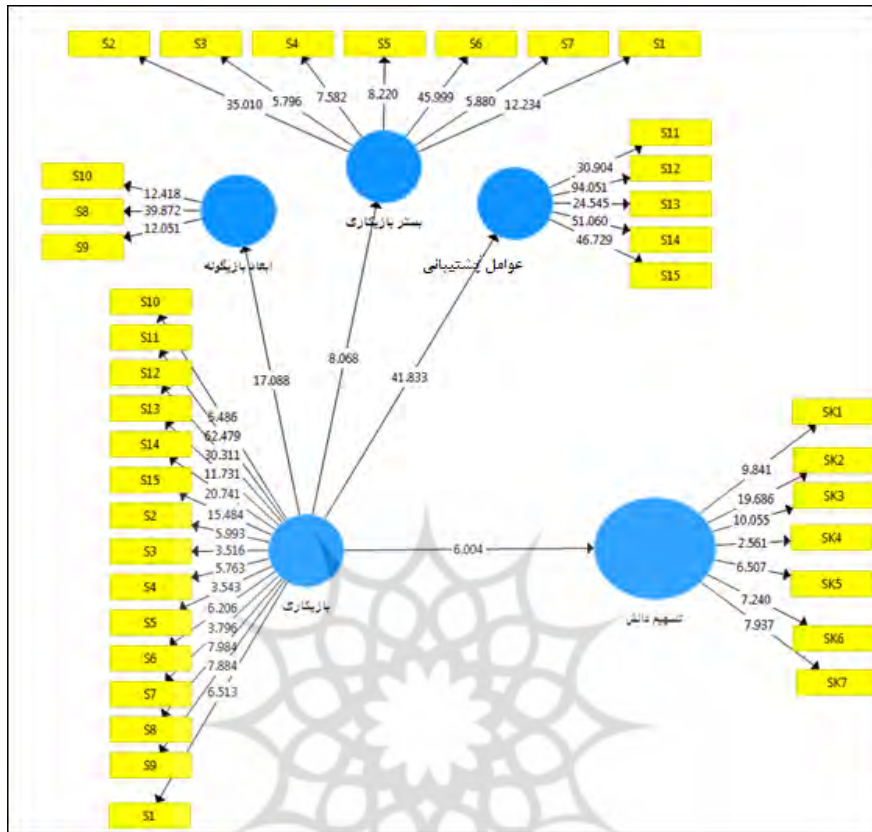 S2 S3 S4 S5 S6 S7 S1
35.010 5.796 7.582 8.220 45.999 5.880 12.234
S10
S8
S9
12.418
39.872
12.051
ابعاد بازیگونه
بستر بازیکاری
عوامل پشتیبانی
S11
S12
S13
S14
S15
30.904
94.051
24.545
51.060
46.729
17.088
8.068
41.833
S10
S11
S12
S13
S14
S15
S2
S3
S4
S5
S6
S7
S8
S9
S1
5.486
62.479
30.311
11.731
20.741
15.484
5.993
3.516
5.763
3.543
6.206
3.796
7.984
7.884
6.513
بازیکاری
6.004
تسهیم دانش
9.841
19.686
10.055
2.561
6.507
7.240
7.937
SK1
SK2
SK3
SK4
SK5
SK6
SK7